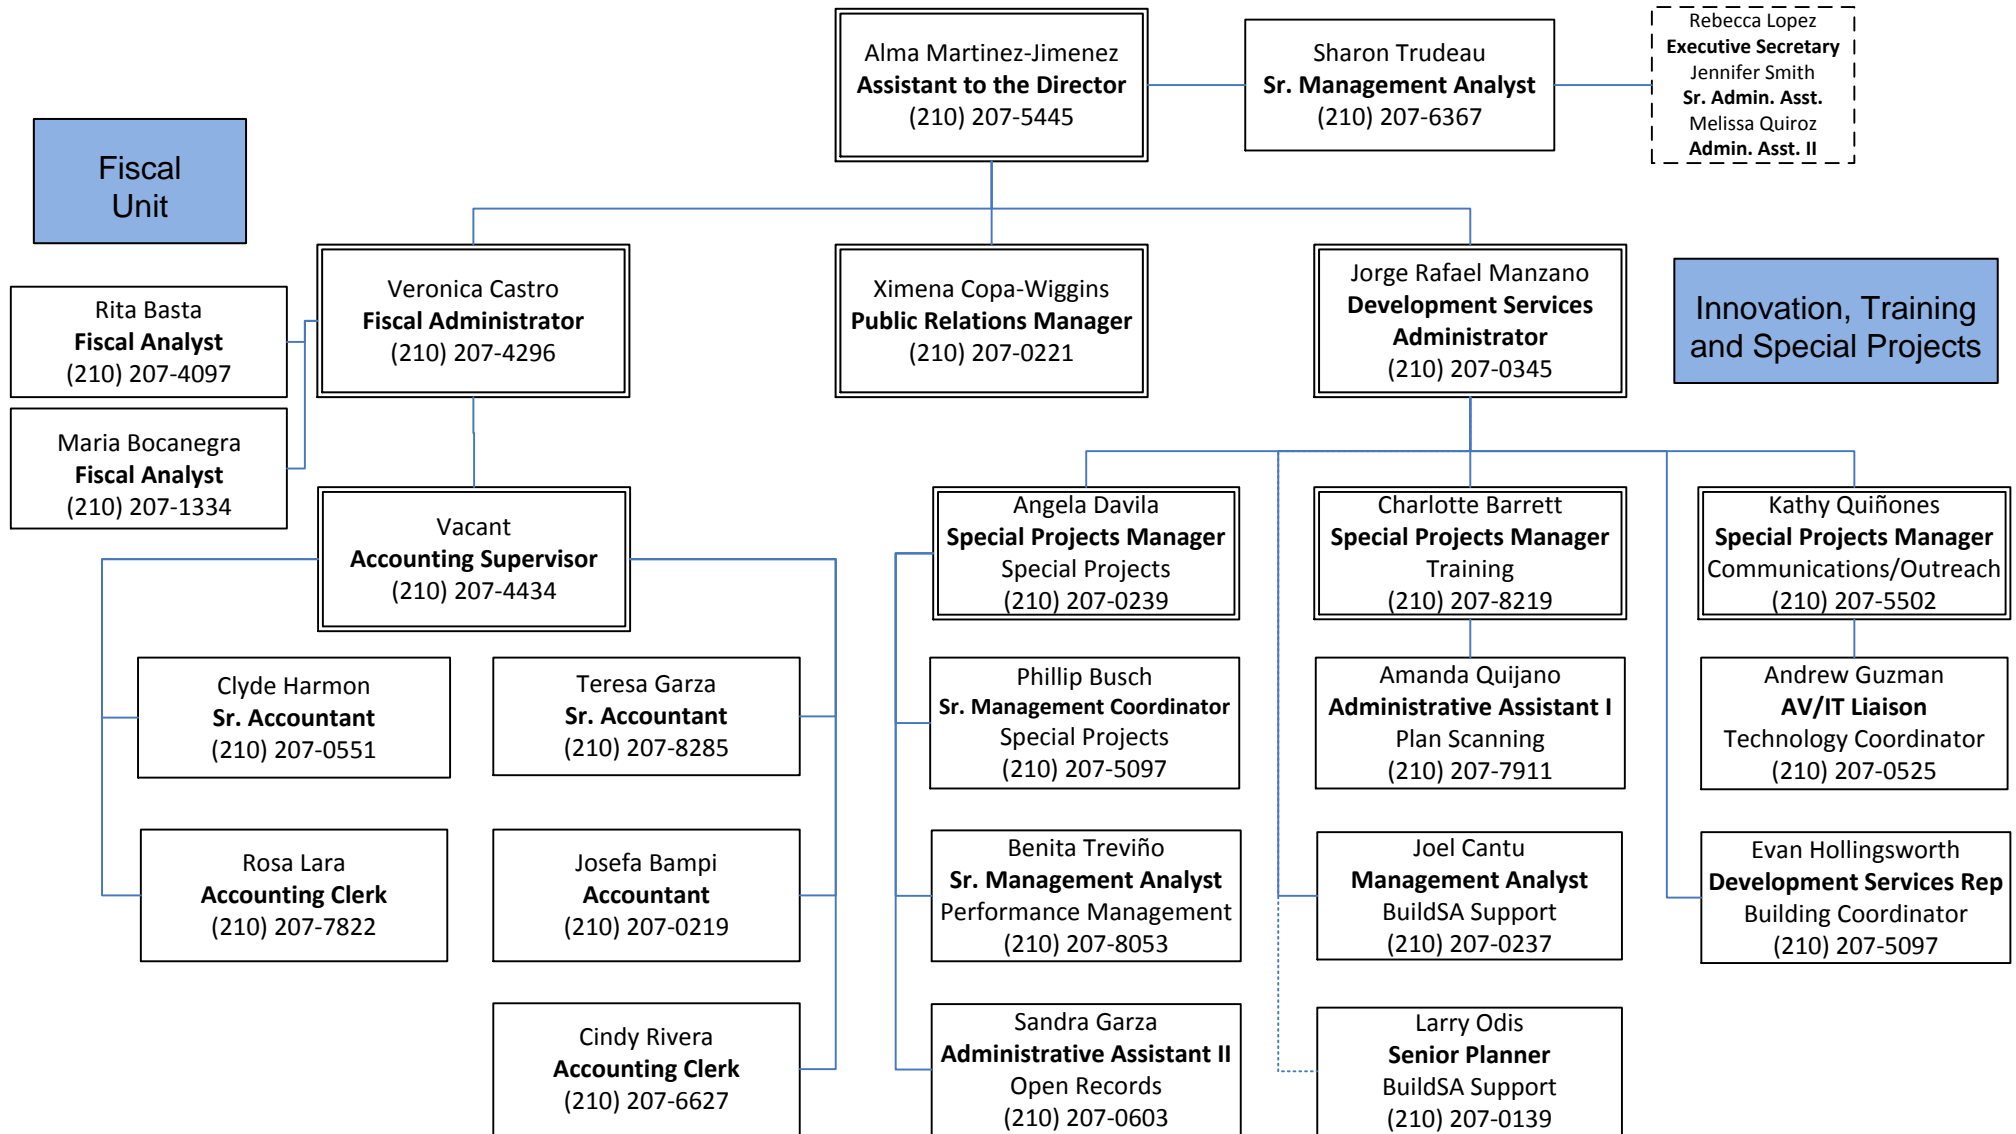 Alma Martinez-Jimenez
Assistant to the Director
(210) 207-5445
Sharon Trudeau
Sr. Management Analyst
(210) 207-6367
Rebecca Lopez
Executive Secretary
Jennifer Smith
Sr. Admin. Asst.
Melissa Quiroz
Admin. Asst. II
Fiscal
Unit
Veronica Castro
Fiscal Administrator
(210) 207-4296
Ximena Copa-Wiggins
Public Relations Manager
(210) 207-0221
Jorge Rafael Manzano
Development Services
Administrator
(210) 207-0345
Innovation, Training
and Special Projects
Rita Basta
Fiscal Analyst
(210) 207-4097
Maria Bocanegra
Fiscal Analyst
(210) 207-1334
Vacant
Accounting Supervisor
(210) 207-4434
Angela Davila
Special Projects Manager
Special Projects
(210) 207-0239
Charlotte Barrett
Special Projects Manager
Training
(210) 207-8219
Kathy Quiñones
Special Projects Manager
Communications/Outreach
(210) 207-5502
Clyde Harmon
Sr. Accountant
(210) 207-0551
Teresa Garza
Sr. Accountant
(210) 207-8285
Phillip Busch
Sr. Management Coordinator
Special Projects
(210) 207-5097
Amanda Quijano
Administrative Assistant I
Plan Scanning
(210) 207-7911
Andrew Guzman
AV/IT Liaison
Technology Coordinator
(210) 207-0525
Rosa Lara
Accounting Clerk
(210) 207-7822
Josefa Bampi
Accountant
(210) 207-0219
Benita Treviño
Sr. Management Analyst
Performance Management
(210) 207-8053
Joel Cantu
Management Analyst
BuildSA Support
(210) 207-0237
Evan Hollingsworth
Development Services Rep
Building Coordinator
(210) 207-5097
Cindy Rivera
Accounting Clerk
(210) 207-6627
Sandra Garza
Administrative Assistant II
Open Records
(210) 207-0603
Larry Odis
Senior Planner
BuildSA Support
(210) 207-0139